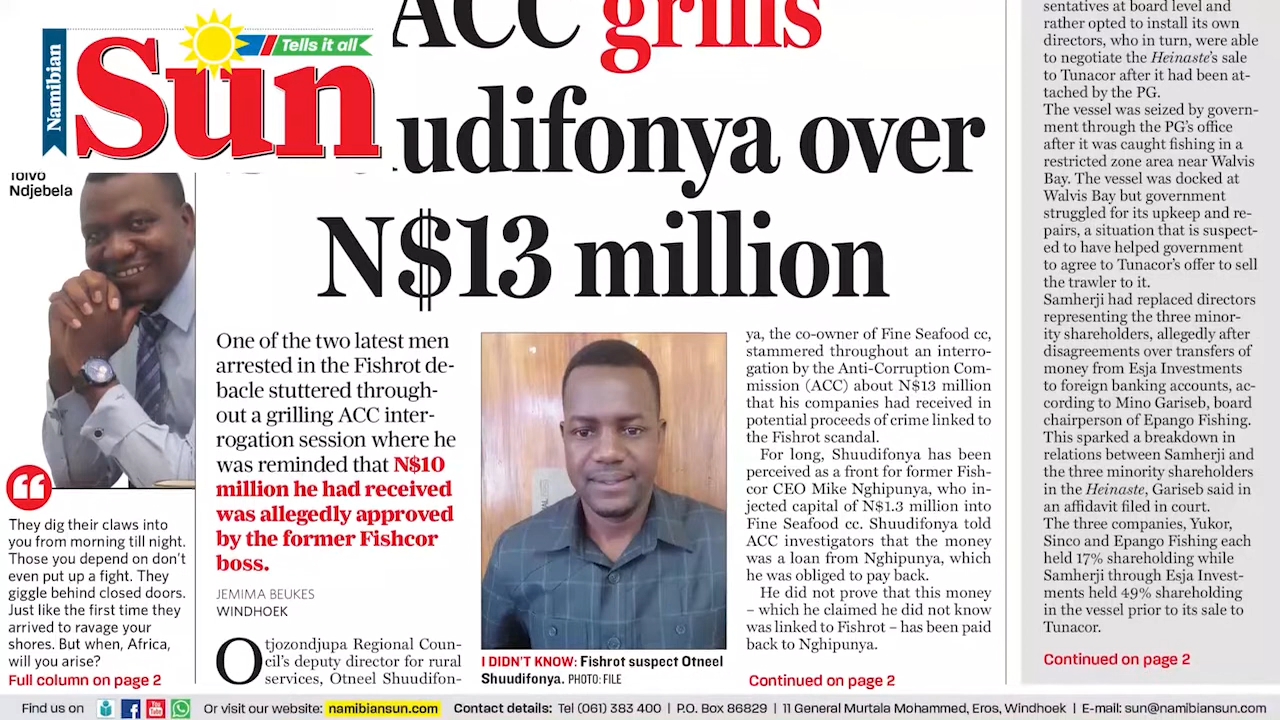 Namibian
Sun
Tells it all
ACC grills
udifonya over
N$13 million
Ndjebela
They dig their claws into
you from morning till night.
Those you depend on don't
even put up a fight. They
giggle behind closed doors.
Just like the first time they
arrived to ravage your
shores. But when, Africa,
will you arise?
Full column on page 2
One of the two latest men
arrested in the Fishrot de-
bacle stuttered through-
out a grilling ACC inter-
rogation session where he
was reminded that N$10
million he had received
was allegedly approved
by the former Fishcor
boss.
JEMIMA BEUKES
WINDHOEK
Otjozondjupa Regional Coun-
cil's deputy director for rural
services, Otneel Shuudifon-
I DIDN'T KNOW: Fishrot suspect Otneel
Shuudifonya. PHOTO: FILE
ya, the co-owner of Fine Seafood cc,
stammered throughout an interro-
gation by the Anti-Corruption Com-
mission (ACC) about N$13 million
that his companies had received in
potential proceeds of crime linked to
the Fishrot scandal.
For long, Shuudifonya has been
perceived as a front for former Fish-
cor CEO Mike Nghipunya, who in-
jected capital of N$1.3 million into
Fine Seafood cc. Shuudifonya told
ACC investigators that the money
was a loan from Nghipunya, which
he was obliged to pay back.
He did not prove that this money
– which he claimed he did not know
was linked to Fishrot – has been paid
back to Nghipunya.
Continued on page 2
sentatives at board level and
rather opted to install its own
directors, who in turn, were able
to negotiate the Heinaste's sale
to Tunacor after it had been at-
tached by the PG.
The vessel was seized by govern-
ment through the PG's office
after it was caught fishing in a
restricted zone area near Walvis
Bay. The vessel was docked at
Walvis Bay but government
struggled for its upkeep and re-
pairs, a situation that is suspect-
ed to have helped government
to agree to Tunacor's offer to sell
the trawler to it.
Samherji had replaced directors
representing the three minor-
ity shareholders, allegedly after
disagreements over transfers of
money from Esja Investments
to foreign banking accounts, ac-
cording to Mino Gariseb, board
chairperson of Epango Fishing.
This sparked a breakdown in
relations between Samherji and
the three minority shareholders
in the Heinaste, Gariseb said in
an affidavit filed in court.
The three companies, Yukor,
Sinco and Epango Fishing each
held 17% shareholding while
Samherji through Esja Invest-
ments held 49% shareholding
in the vessel prior to its sale to
Tunacor.
Continued on page 2
Find us on You Tube Or visit our website: namibiansun.com Contact details: Tel (061) 383 400 | P.O. Box 86829 | 11 General Murtala Mohammed, Eros, Windhoek | E-mail: sun@namibiansun.com